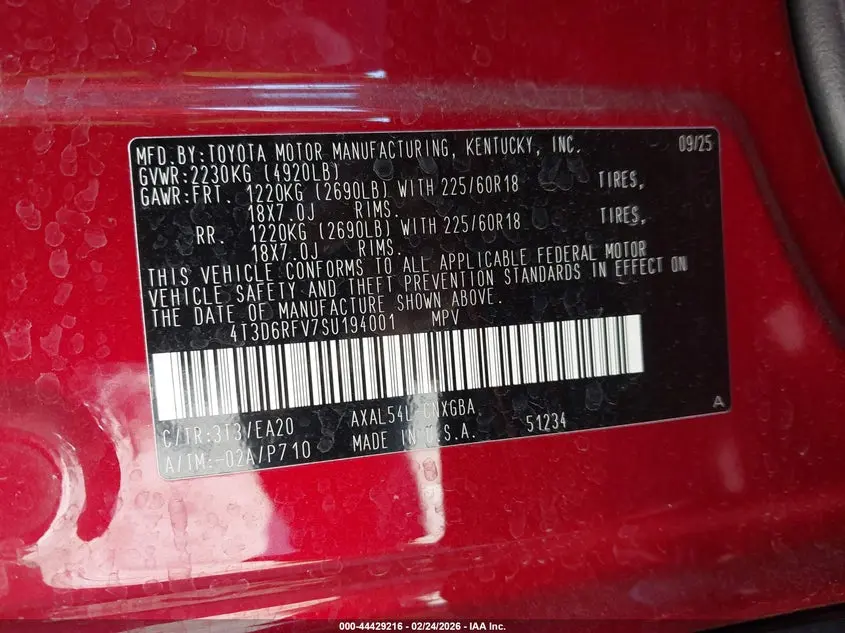 MFD.BY:TOYOTA MOTOR MANUFACTURING, KENTUCKY, INC. 09/25
GVWR:2230KG (4920LB)
GAWR:FRT. 1220KG (2690LB) WITH 225/60R18 TIRES,
18X7.0J RIMS.
RR. 1220KG (2690LB) WITH 225/60R18 TIRES,
18X7.0J RIMS.
THIS VEHICLE CONFORMS TO ALL APPLICABLE FEDERAL MOTOR
VEHICLE SAFETY AND THEFT PREVENTION STANDARDS IN EFFECT ON
THE DATE OF MANUFACTURE SHOWN ABOVE.
4T3D6RFV7SU194001 MPV
C/TR:3T3/EA20 AXAL54L-CNXGBA A
A/TM:-02A/P710 MADE IN U.S.A. 51234
000-44429216 - 02/24/2026 - IAA Inc.